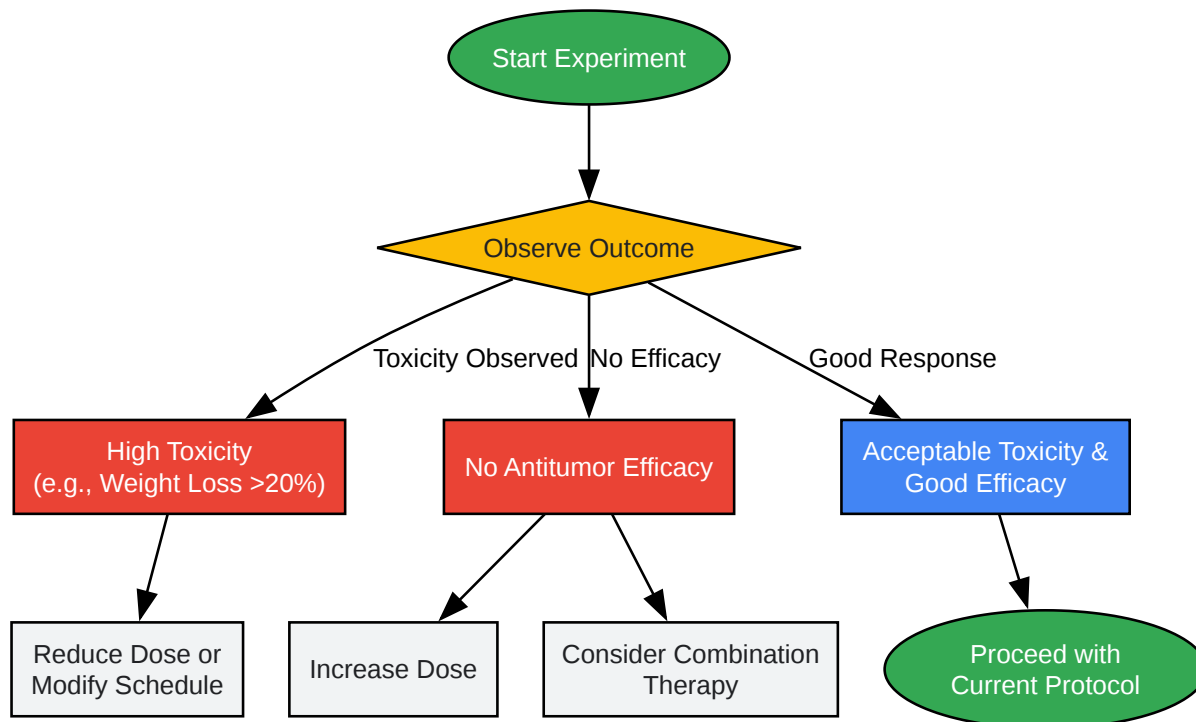 Start Experiment
Observe Outcome
Toxicity Observed
No Efficacy
Good Response
High Toxicity
(e.g., Weight Loss >20%)
No Antitumor Efficacy
Acceptable Toxicity &
Good Efficacy
Reduce Dose or
Modify Schedule
Increase Dose
Consider Combination
Therapy
Proceed with
Current Protocol